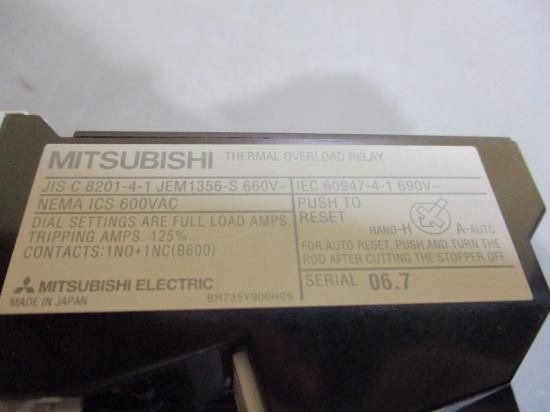 MITSUBISHI THERMAL OVERLOAD RELAY
JIS C 8201-4-1 JEM1356-S 660V~ IEC 60947-4-1 690V~
NEMA ICS 600VAC
DIAL SETTINGS ARE FULL LOAD AMPS.
TRIPPING AMPS. 125%
CONTACTS:1NO+1NC(B600)
MITSUBISHI ELECTRIC
MADE IN JAPAN BH735Y900H05
PUSH TO
RESET
HAND-H A-AUTO
FOR AUTO RESET, PUSH AND TURN THE
ROD AFTER CUTTING THE STOPPER OFF
SERIAL 06.7